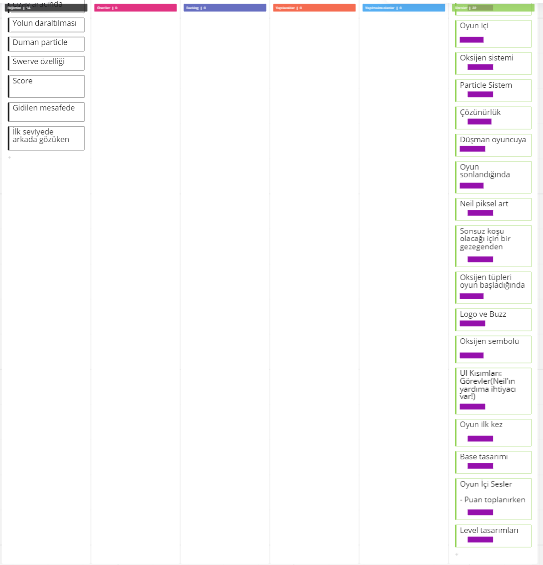 Yolun daraltılması
Duman particle
Swerve özelliği
Score
Gidilen mesafede
İlk seviyede
arkada gözüken
Oyun içi
Oksijen sistemi
Particle Sistem
Çözünürlük
Düşman oyuncuya
Oyun
sonlandığında
Neil piksel art
Sonsuz koşu
olacağı için bir
gezegenden
Oksijen tüpleri
oyun başladığında
Logo ve Buzz
Oksijen sembolu
UI Kısımları:
Görevler(Neil'in
yardıma ihtiyacı
var!)
Oyun ilk kez
Base tasarımı
Oyun İçi Sesler
- Puan toplanırken
Level tasarımları